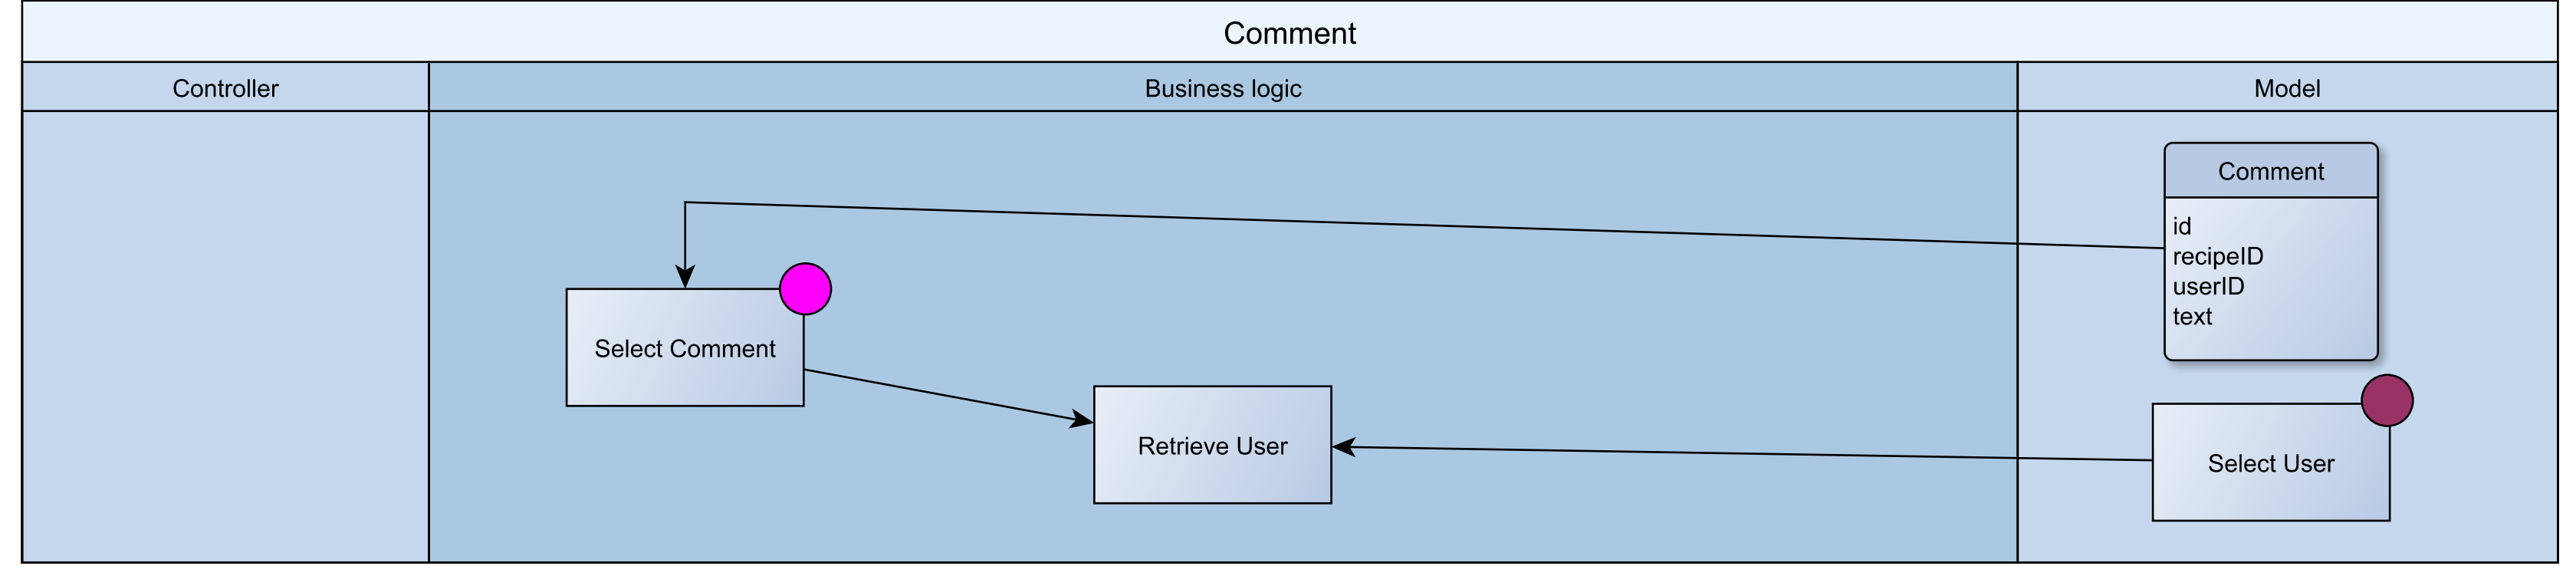 Comment
Controller
Business logic
Model
Comment
id
recipeID
userID
text
Select Comment
Retrieve User
Select User